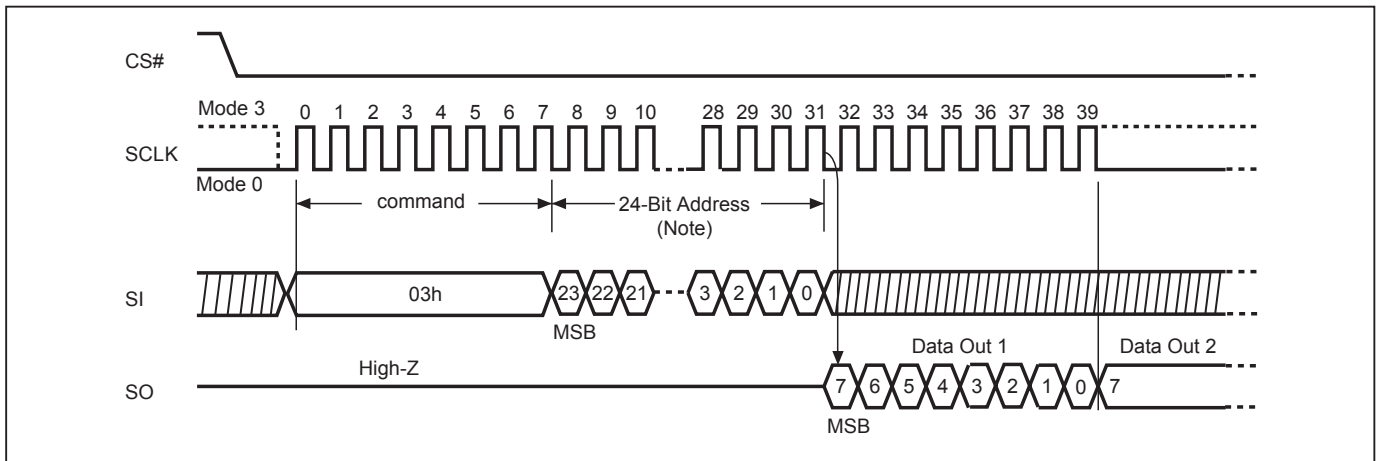 CS#
Mode 3
0 1 2 3 4 5 6 7 8 9 10 28 29 30 31 32 33 34 35 36 37 38 39
SCLK
Mode 0
command
24-Bit Address
(Note)
SI
03h
23 22 21 3 2 1 0
MSB
Data Out 1
Data Out 2
High-Z
SO
7 6 5 4 3 2 1 0 7
MSB